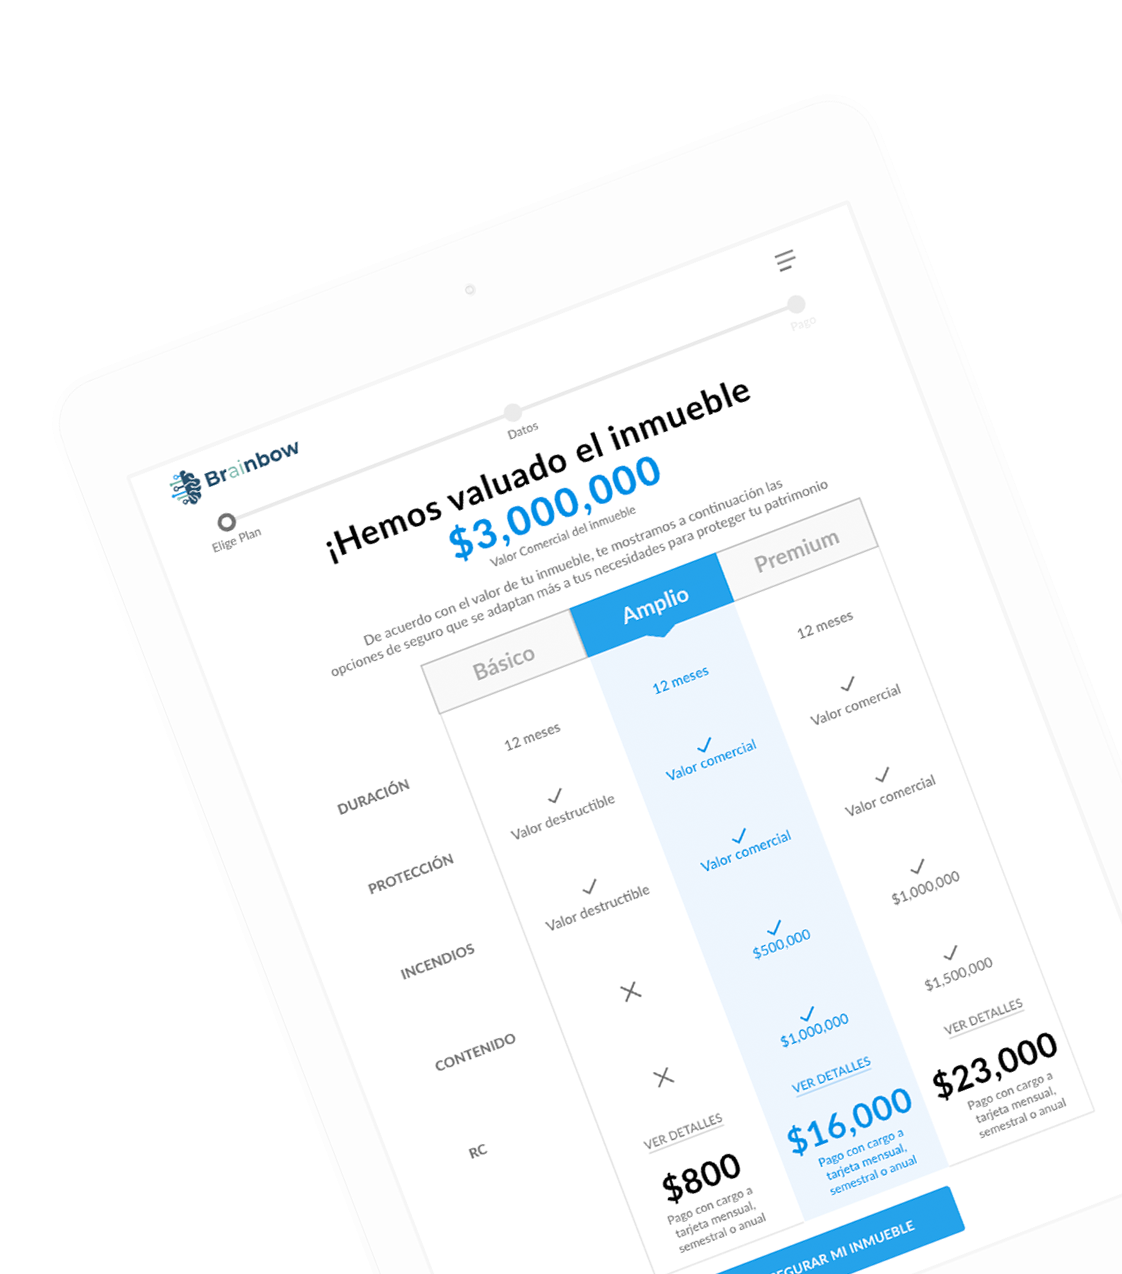 Brainbow
Elige Plan
Datos
Pago
¡Hemos valuado el inmueble
$3,000,000
Valor Comercial del inmueble
De acuerdo con el valor de tu inmueble, te mostramos a continuación las
opciones de seguro que se adaptan más a tus necesidades para proteger tu patrimonio
Básico
Amplio
Premium
DURACIÓN
12 meses
12 meses
12 meses
PROTECCIÓN
Valor destructible
Valor comercial
Valor comercial
INCENDIOS
Valor destructible
Valor comercial
Valor comercial
CONTENIDO
$500,000
$1,000,000
RC
$1,000,000
$1,500,000
VER DETALLES
VER DETALLES
VER DETALLES
$800
Pago con cargo a
tarjeta mensual,
semestral o anual
$16,000
Pago con cargo a
tarjeta mensual,
semestral o anual
$23,000
Pago con cargo a
tarjeta mensual,
semestral o anual
MI INMUEBLE